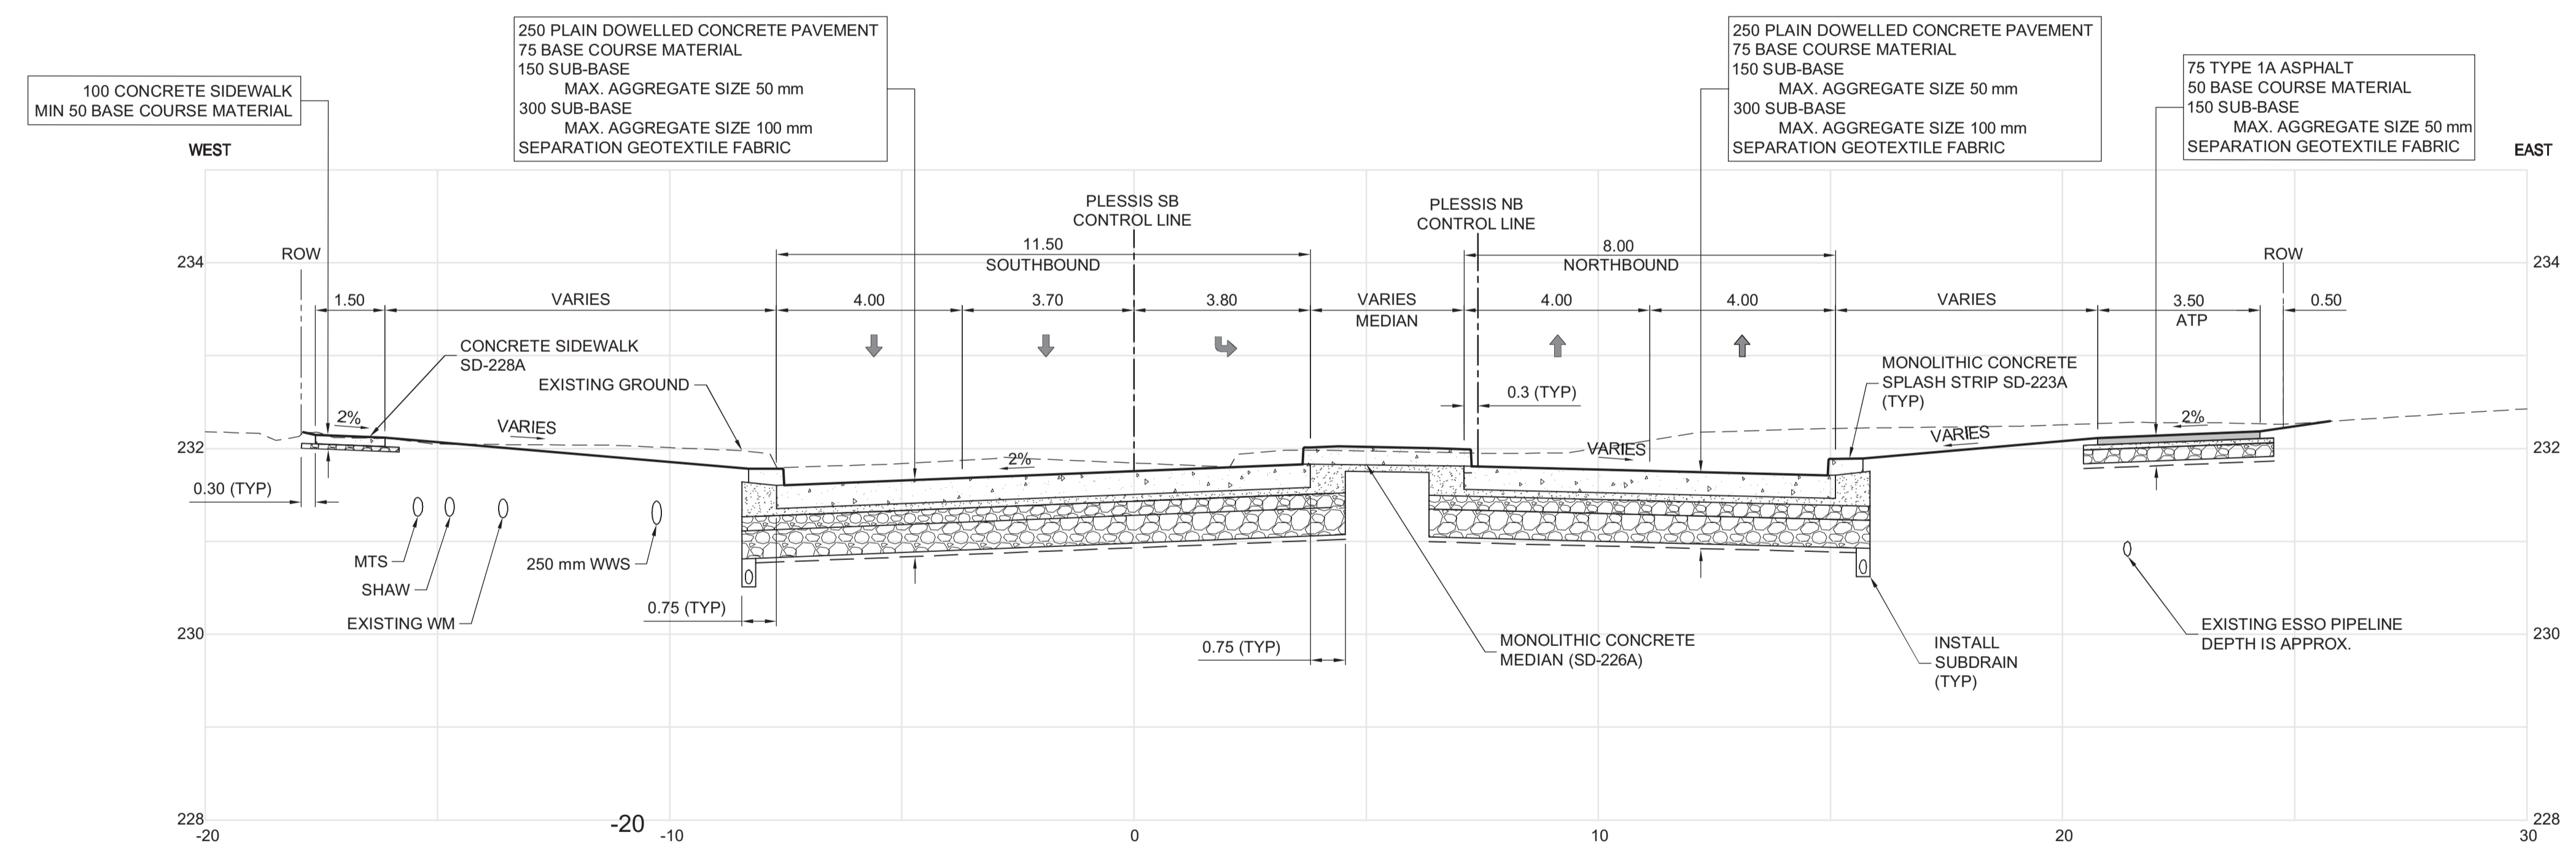 250 PLAIN DOWELLED CONCRETE PAVEMENT
75 BASE COURSE MATERIAL
150 SUB-BASE
MAX. AGGREGATE SIZE 50 mm
300 SUB-BASE
MAX. AGGREGATE SIZE 100 mm
SEPARATION GEOTEXTILE FABRIC
250 PLAIN DOWELLED CONCRETE PAVEMENT
75 BASE COURSE MATERIAL
150 SUB-BASE
MAX. AGGREGATE SIZE 50 mm
300 SUB-BASE
MAX. AGGREGATE SIZE 100 mm
SEPARATION GEOTEXTILE FABRIC
75 TYPE 1A ASPHALT
50 BASE COURSE MATERIAL
150 SUB-BASE
MAX. AGGREGATE SIZE 50 mm
SEPARATION GEOTEXTILE FABRIC
100 CONCRETE SIDEWALK
MIN 50 BASE COURSE MATERIAL
WEST
EAST
PLESSIS SB
CONTROL LINE
PLESSIS NB
CONTROL LINE
234
ROW
11.50
SOUTHBOUND
8.00
NORTHBOUND
ROW
234
1.50
VARIES
4.00
3.70
3.80
VARIES
MEDIAN
4.00
4.00
VARIES
3.50
ATP
0.50
CONCRETE SIDEWALK
SD-228A
EXISTING GROUND
0.3 (TYP)
MONOLITHIC CONCRETE
SPLASH STRIP SD-223A
(TYP)
2%
VARIES
2%
VARIES
VARIES
2%
232
232
0.30 (TYP)
MTS
SHAW
EXISTING WM
250 mm WWS
0.75 (TYP)
0.75 (TYP)
MONOLITHIC CONCRETE
MEDIAN (SD-226A)
INSTALL
SUBDRAIN
(TYP)
EXISTING ESSO PIPELINE
DEPTH IS APPROX.
230
230
228
228
-20
-20
-10
0
10
20
30